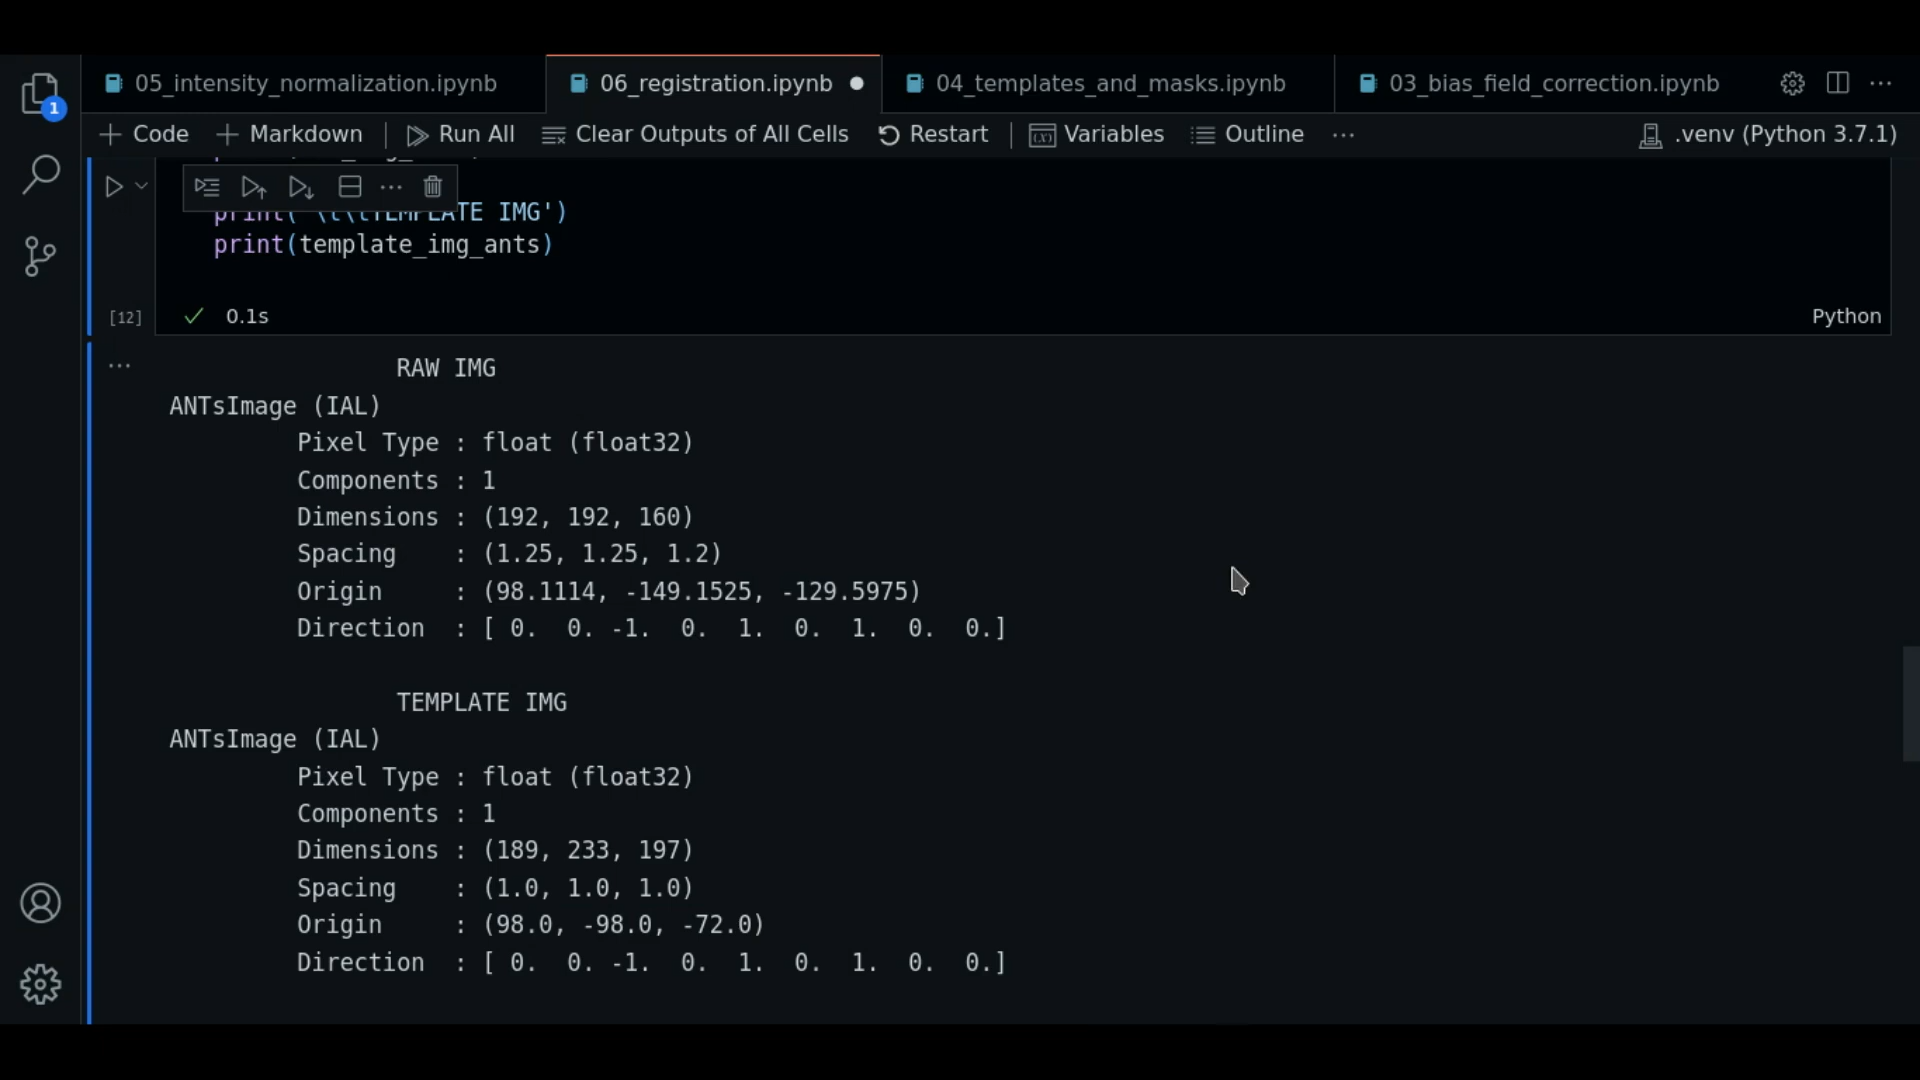 05_intensity_normalization.ipynb 06_registration.ipynb 04_templates_and_masks.ipynb 03_bias_field_correction.ipynb
1
Code Markdown Run All Clear Outputs of All Cells Restart Variables Outline ... .venv (Python 3.7.1)
print( '\t\tTEMPLATE IMG')
print(template_img_ants)
[12] 0.1s Python
RAW IMG
ANTsImage (IAL)
Pixel Type : float (float32)
Components : 1
Dimensions : (192, 192, 160)
Spacing : (1.25, 1.25, 1.2)
Origin : (98.1114, -149.1525, -129.5975)
Direction : [ 0. 0. -1. 0. 1. 0. 1. 0. 0.]
TEMPLATE IMG
ANTsImage (IAL)
Pixel Type : float (float32)
Components : 1
Dimensions : (189, 233, 197)
Spacing : (1.0, 1.0, 1.0)
Origin : (98.0, -98.0, -72.0)
Direction : [ 0. 0. -1. 0. 1. 0. 1. 0. 0.]